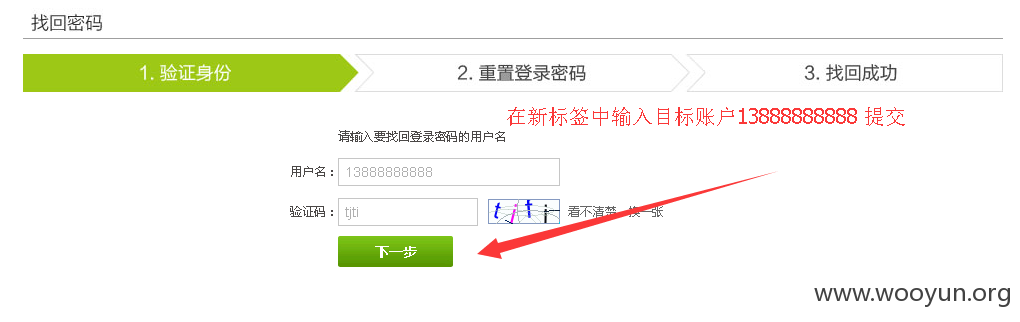 找回密码
1. 验证身份
2. 重置登录密码
3. 找回成功
在新标签中输入目标账户13888888888 提交
请输入要找回登录密码的用户名
用户名：
13888888888
验证码：
tjti
tjti
看不清楚，换一张
下一步
www.wooyun.org